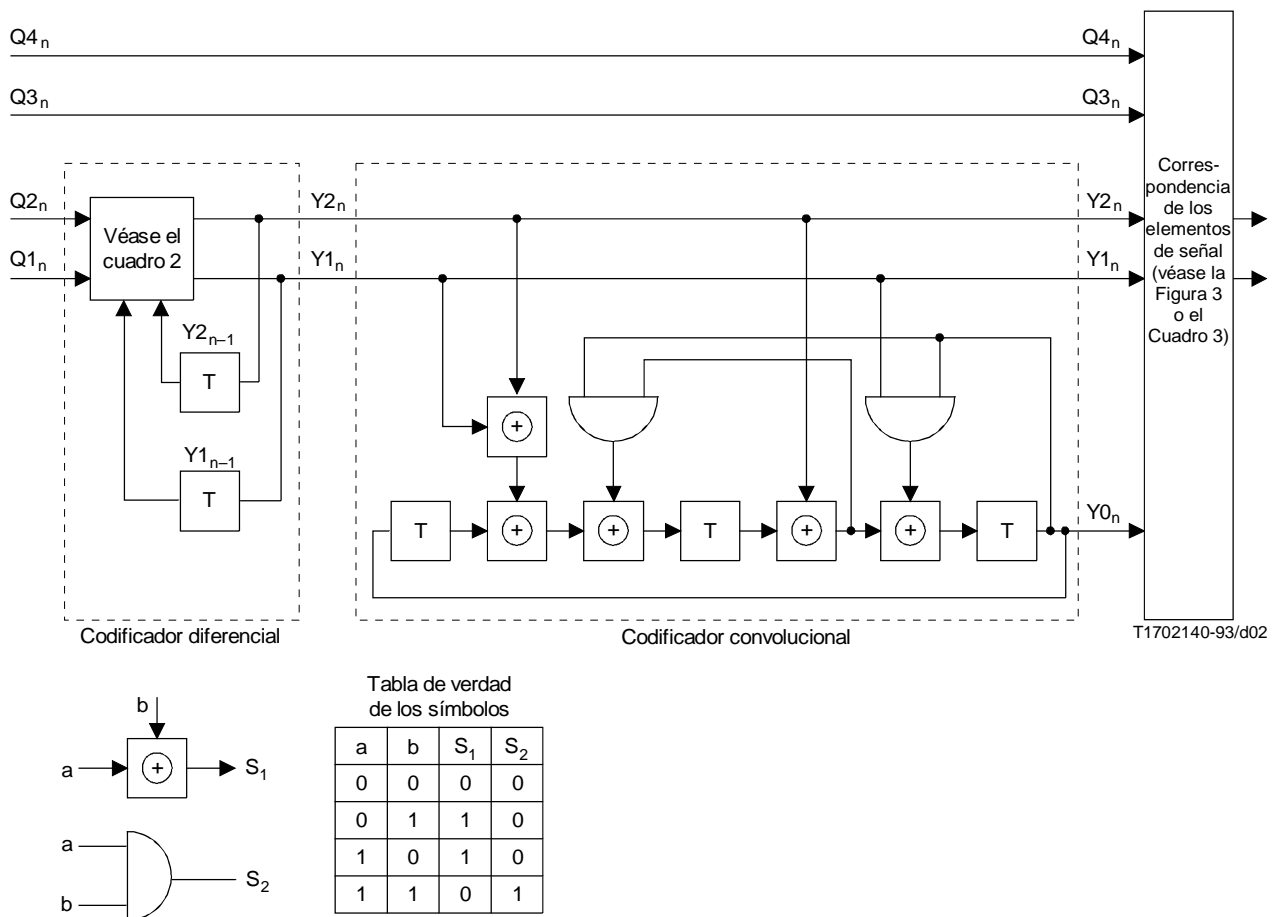 Q4n Q4n
Q3n Q3n
Q2n Y2n Y2n
Q1n Y1n Y1n
Véase el
cuadro 2
Y2n–1
T
Y1n–1
T
Corres-
pondencia
de los
elementos
de señal
(véase la
Figura 3
o el
Cuadro 3)
+
T + + T + + T Y0n
Codificador diferencial
Codificador convolucional
T1702140-93/d02
b
a + S1
a
b S2
Tabla de verdad
de los símbolos
a b S1 S2
0 0 0 0
0 1 1 0
1 0 1 0
1 1 0 1